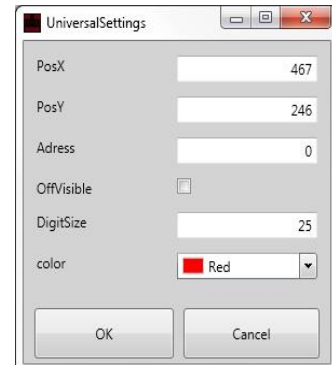 UniversalSettings
PosX 467
PosY 246
Adress 0
OffVisible
DigitSize 25
color Red
OK Cancel